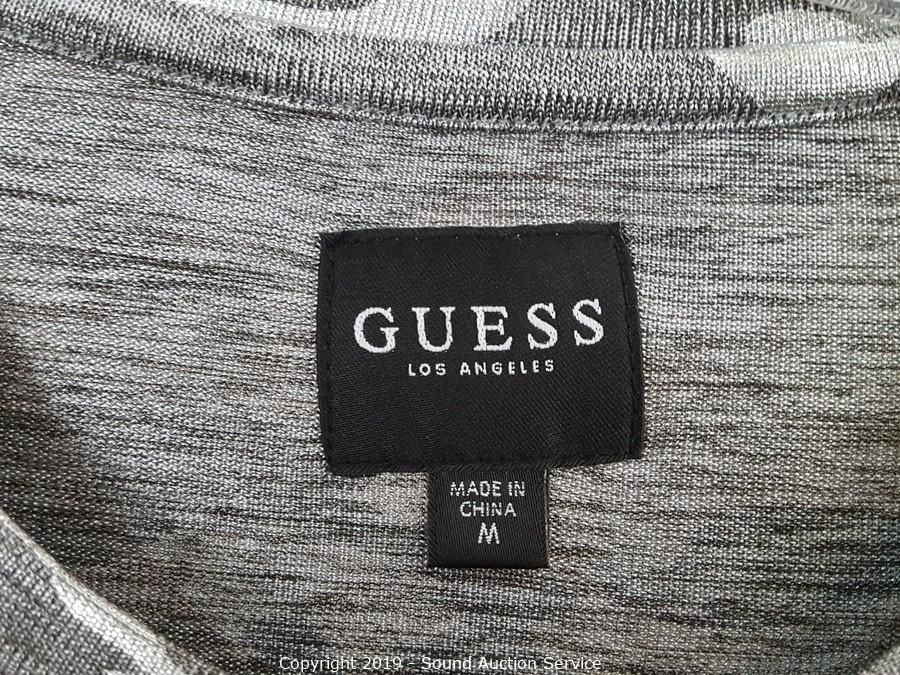 GUESS
LOS ANGELES
MADE IN
CHINA
M
Copyright 2019 - Sound Auction Service